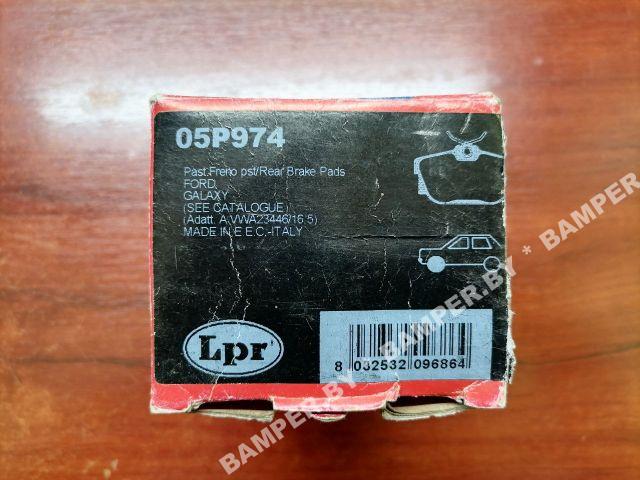 05P974
Past.Freno pst/Rear Brake Pads
FORD
GALAXY
(SEE CATALOGUE)
(Adatt. A.VWA23446/16.5)
MADE IN E.E.C.-ITALY
Lpr
8 032532 096864
BAMPER.BY * BAMPER.BY * BAMPER.BY